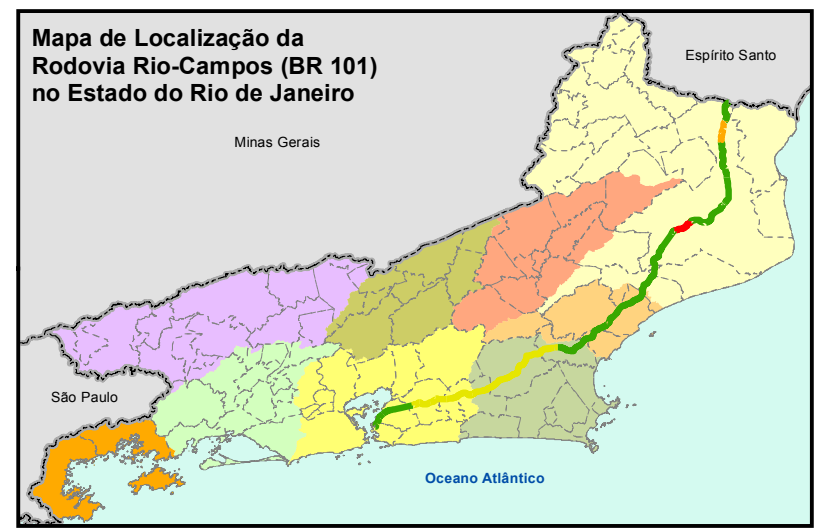 Mapa de Localização da
Rodovia Rio-Campos (BR 101)
no Estado do Rio de Janeiro
Espírito Santo
Minas Gerais
São Paulo
Oceano Atlântico